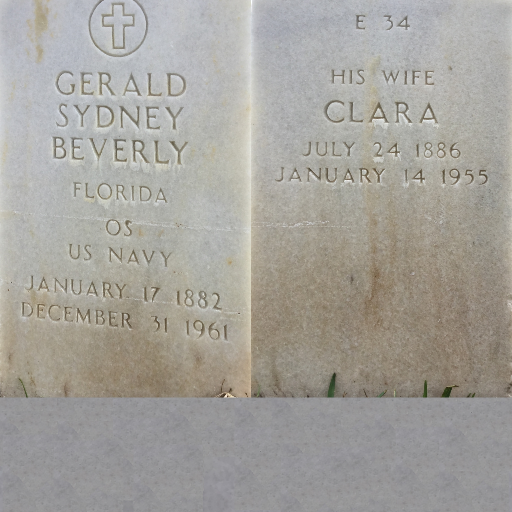 GERALD
SYDNEY
BEVERLY
FLORIDA
OS
US NAVY
JANUARY 17 1882
DECEMBER 31 1961
E 34
HIS WIFE
CLARA
JULY 24 1886
JANUARY 14 1955